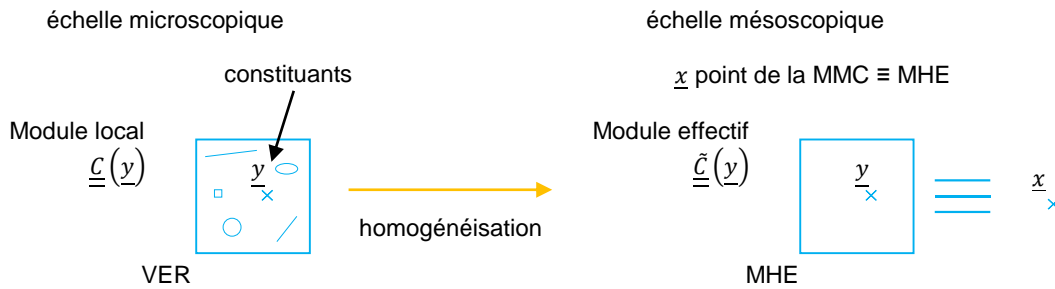 échelle microscopique
échelle mésoscopique
constituants
x point de la MMC ≡ MHE
Module local
C(y)
y
Module effectif
C̃(y)
y
x
homogénéisation
VER
MHE